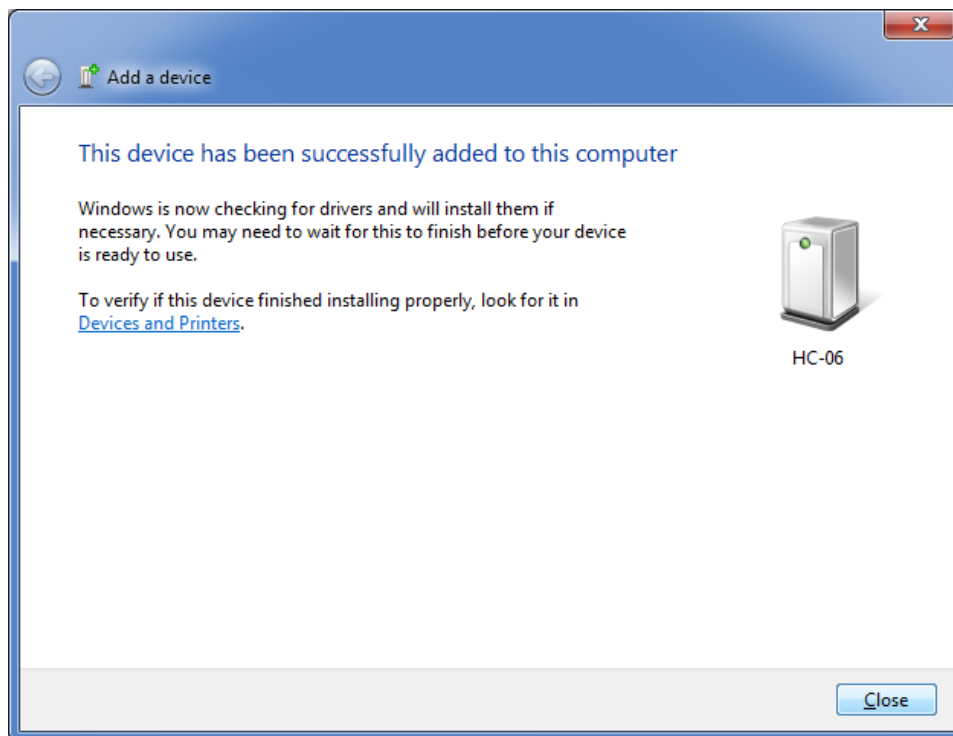 Add a device
This device has been successfully added to this computer
Windows is now checking for drivers and will install them if
necessary. You may need to wait for this to finish before your device
is ready to use.
To verify if this device finished installing properly, look for it in
Devices and Printers.
HC-06
Close